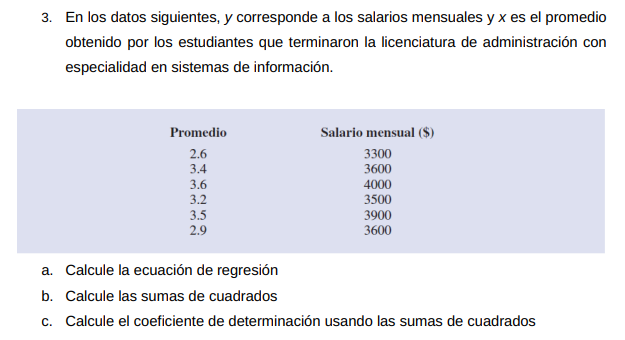 3. En los datos siguientes, y corresponde a los salarios mensuales y x es el promedio
obtenido por los estudiantes que terminaron la licenciatura de administración con
especialidad en sistemas de información.
Promedio Salario mensual ($)
2.6 3300
3.4 3600
3.6 4000
3.2 3500
3.5 3900
2.9 3600
a. Calcule la ecuación de regresión
b. Calcule las sumas de cuadrados
c. Calcule el coeficiente de determinación usando las sumas de cuadrados